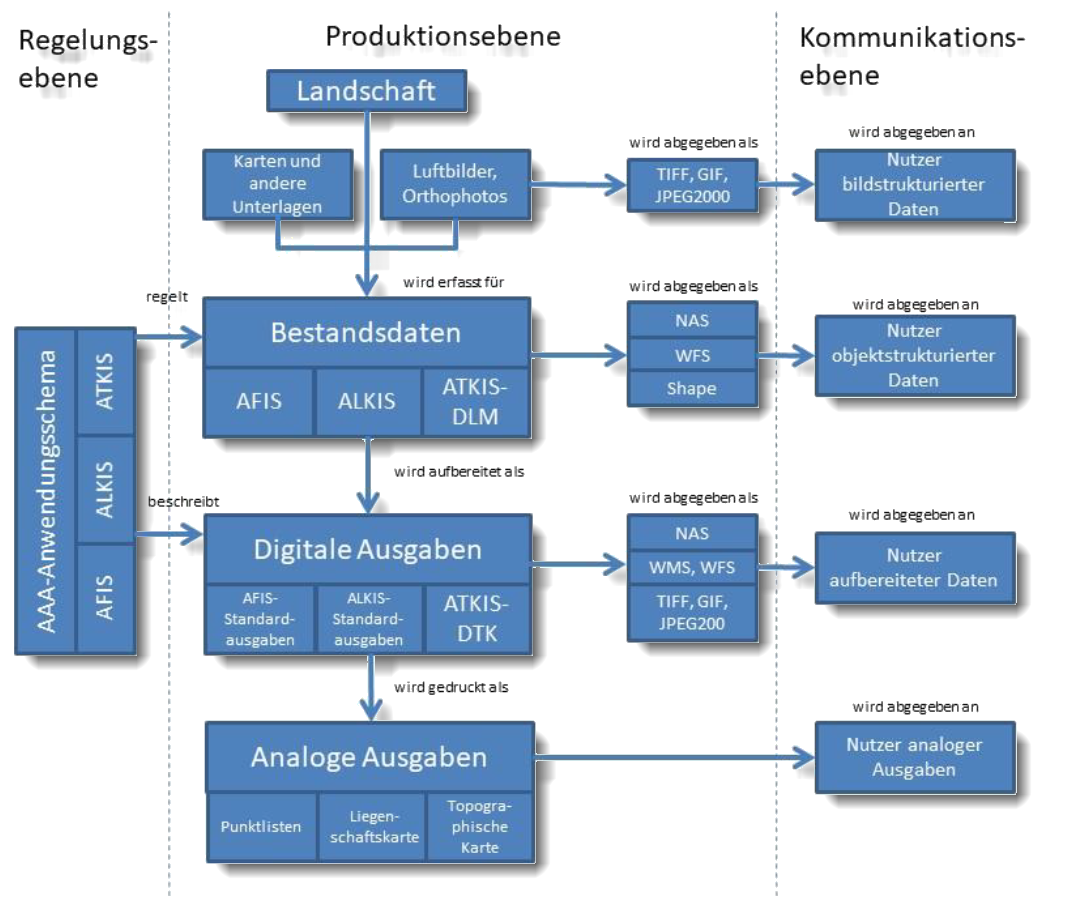 Regelungs-
ebene
Produktionsebene
Kommunikations-
ebene
Landschaft
Karten und
andere
Unterlagen
Luftbilder,
Orthophotos
wird abgegeben als
TIFF, GIF,
JPEG2000
wird abgegeben an
Nutzer
bildstrukturierter
Daten
wird erfasst für
regelt
AAA-Anwendungsschema
ATKIS
ALKIS
AFIS
Bestandsdaten
AFIS
ALKIS
ATKIS-
DLM
wird abgegeben als
NAS
WFS
Shape
wird abgegeben an
Nutzer
objektstrukturierter
Daten
wird aufbereitet als
beschreibt
Digitale Ausgaben
AFIS-
Standard-
ausgaben
ALKIS-
Standard-
ausgaben
ATKIS-
DTK
wird abgegeben als
NAS
WMS, WFS
TIFF, GIF,
JPEG200
wird abgegeben an
Nutzer
aufbereiteter Daten
wird gedruckt als
Analoge Ausgaben
Punktlisten
Liegen-
schaftskarte
Topogra-
phische
Karte
wird abgegeben an
Nutzer analoger
Ausgaben